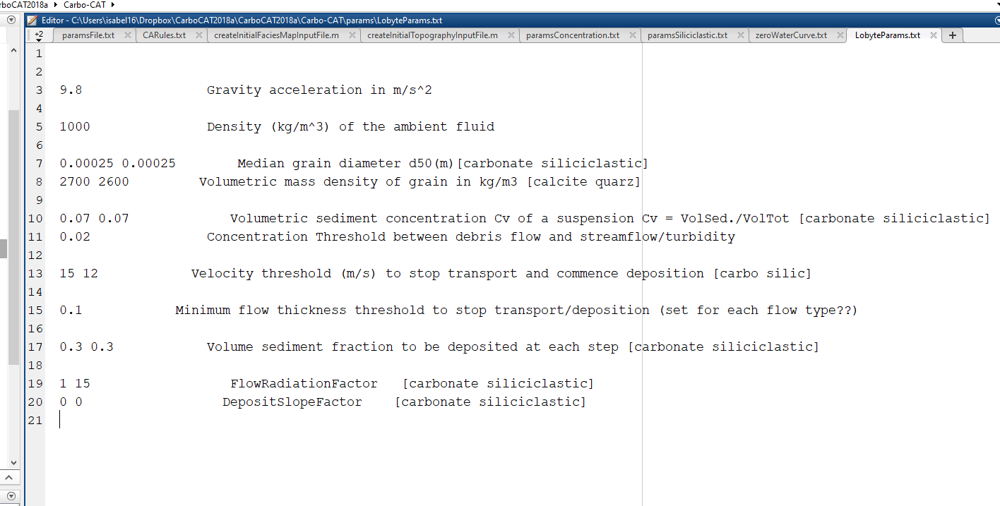 rboCAT2018a ▸ Carbo-CAT ▸
Editor - C:\Users\isabel16\Dropbox\CarboCAT2018a\CarboCAT2018a\Carbo-CAT\params\LobyteParams.txt
+2 paramsFile.txt CARules.txt createInitialFaciesMapInputFile.m createInitialTopographyInputFile.m paramsConcentration.txt paramsSiliciclastic.txt zeroWaterCurve.txt LobyteParams.txt +
1
2
3 9.8 Gravity acceleration in m/s^2
4
5 1000 Density (kg/m^3) of the ambient fluid
6
7 0.00025 0.00025 Median grain diameter d50(m)[carbonate siliciclastic]
8 2700 2600 Volumetric mass density of grain in kg/m3 [calcite quarz]
9
10 0.07 0.07 Volumetric sediment concentration Cv of a suspension Cv = VolSed./VolTot [carbonate siliciclastic]
11 0.02 Concentration Threshold between debris flow and streamflow/turbidity
12
13 15 12 Velocity threshold (m/s) to stop transport and commence deposition [carbo silic]
14
15 0.1 Minimum flow thickness threshold to stop transport/deposition (set for each flow type??)
16
17 0.3 0.3 Volume sediment fraction to be deposited at each step [carbonate siliciclastic]
18
19 1 15 FlowRadiationFactor [carbonate siliciclastic]
20 0 0 DepositSlopeFactor [carbonate siliciclastic]
21